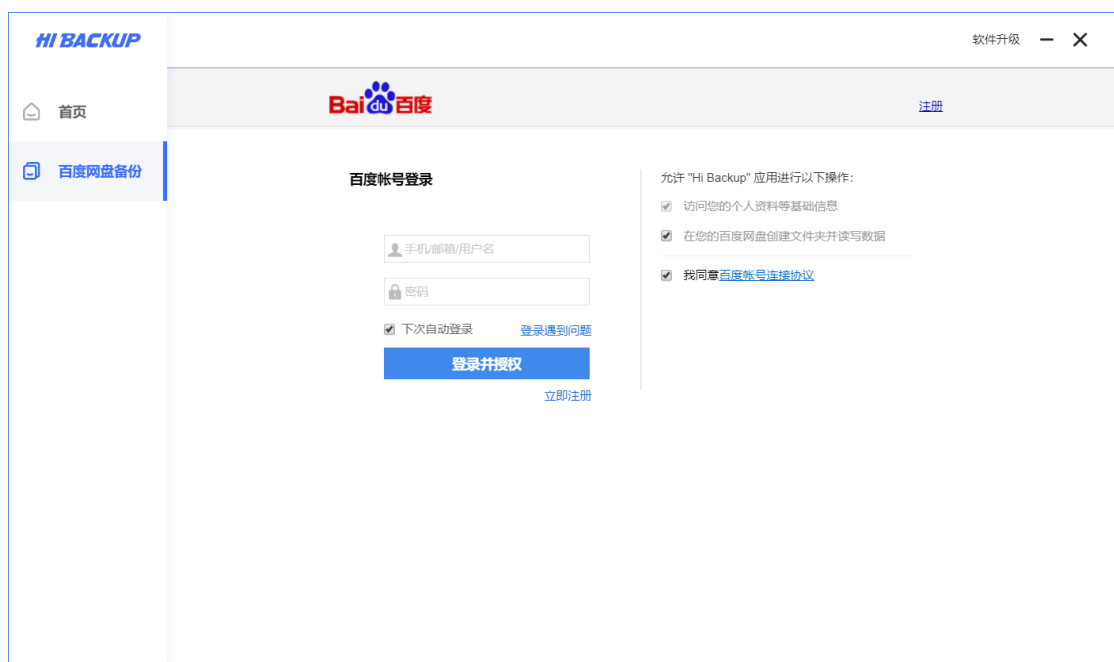 HI BACKUP
软件升级
首页
百度网盘备份
Bai du 百度
注册
百度帐号登录
手机/邮箱/用户名
密码
下次自动登录 登录遇到问题
登录并授权
立即注册
允许 "Hi Backup" 应用进行以下操作:
访问您的个人资料等基础信息
在您的百度网盘创建文件夹并读写数据
我同意百度帐号连接协议